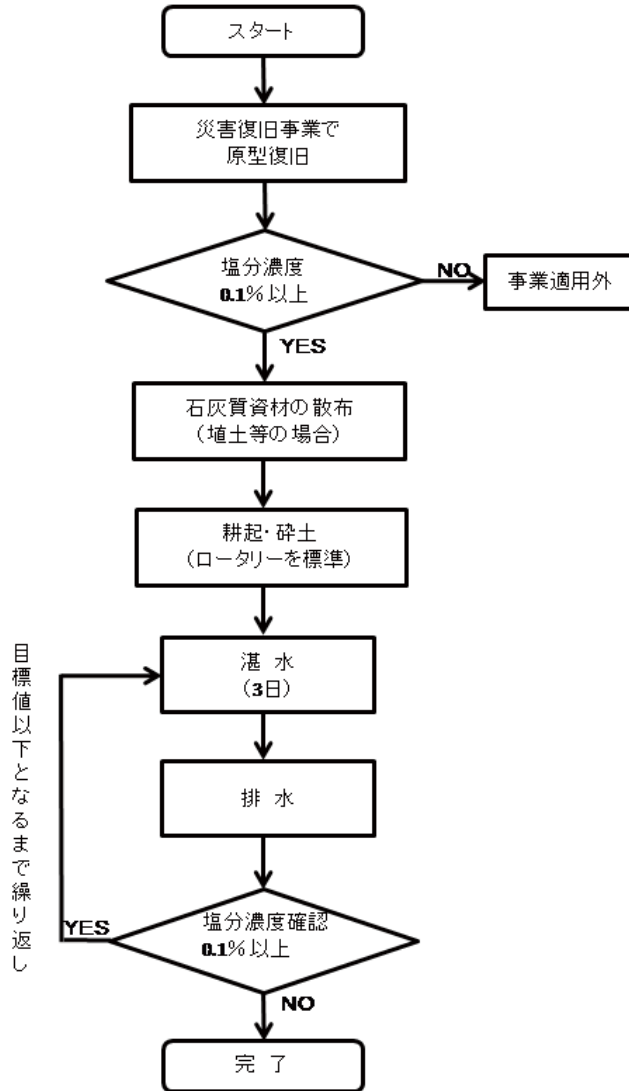 スタート
災害復旧事業で
原型復旧
塩分濃度
0.1%以上
NO
事業適用外
YES
石灰質資材の散布
（埴土等の場合）
耕起・砕土
（ロータリーを標準）
湛 水
（3日）
排 水
目標値以下となるまで繰り返し
塩分濃度確認
0.1%以上
YES
NO
完 了